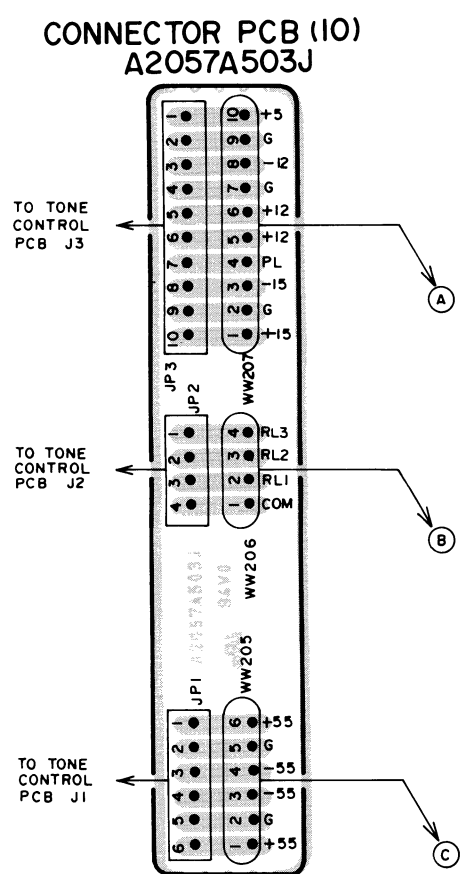 CONNECTOR PCB (10)
A2057A503J
1 10 +5
2 9 G
3 8 -12
4 7 G
TO TONE CONTROL PCB J3
5 6 +12
6 5 +12
7 4 PL
8 3 -15
A
9 2 G
10 1 +15
JP3
JP2
WW207
1 4 RL3
2 3 RL2
TO TONE CONTROL PCB J2
3 2 RL1
4 1 COM
B
WW206
A2057A503J
94V0
WW205
JP1
1 6 +55
2 5 G
3 4 -55
TO TONE CONTROL PCB J1
4 3 -55
5 2 G
6 1 +55
C